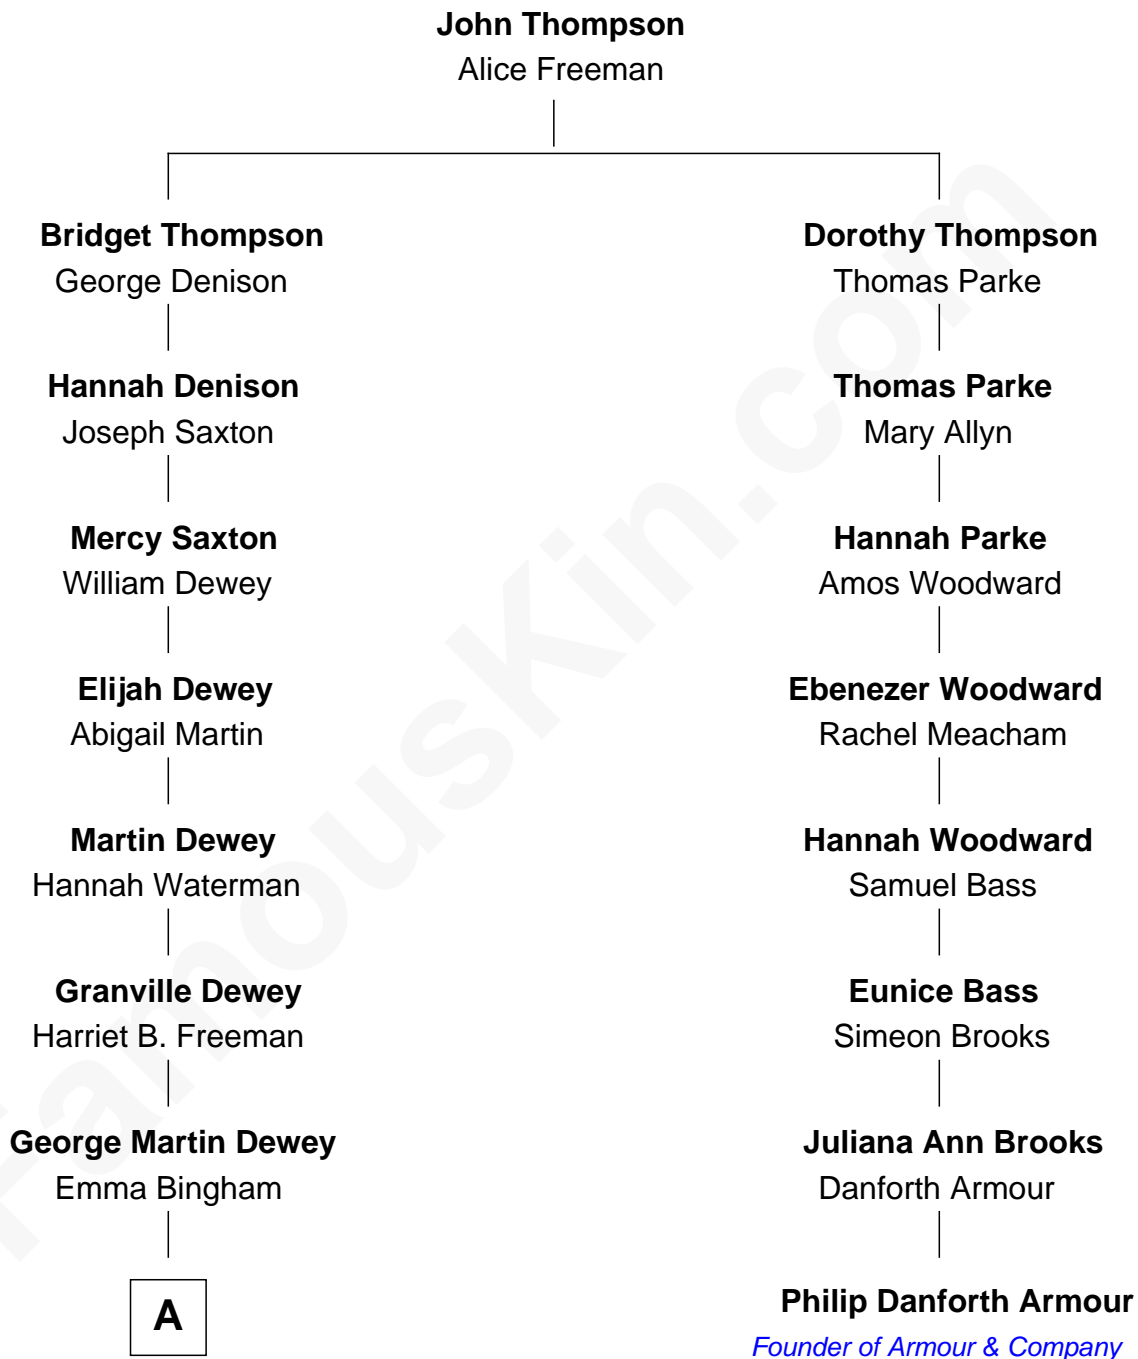 John Thompson
Alice Freeman
Bridget Thompson
George Denison
Dorothy Thompson
Thomas Parke
Hannah Denison
Joseph Saxton
Thomas Parke
Mary Allyn
Mercy Saxton
William Dewey
Hannah Parke
Amos Woodward
Elijah Dewey
Abigail Martin
Ebenezer Woodward
Rachel Meacham
Martin Dewey
Hannah Waterman
Hannah Woodward
Samuel Bass
Granville Dewey
Harriet B. Freeman
Eunice Bass
Simeon Brooks
George Martin Dewey
Emma Bingham
Juliana Ann Brooks
Danforth Armour
A
Philip Danforth Armour
Founder of Armour & Company
FamousKin.com